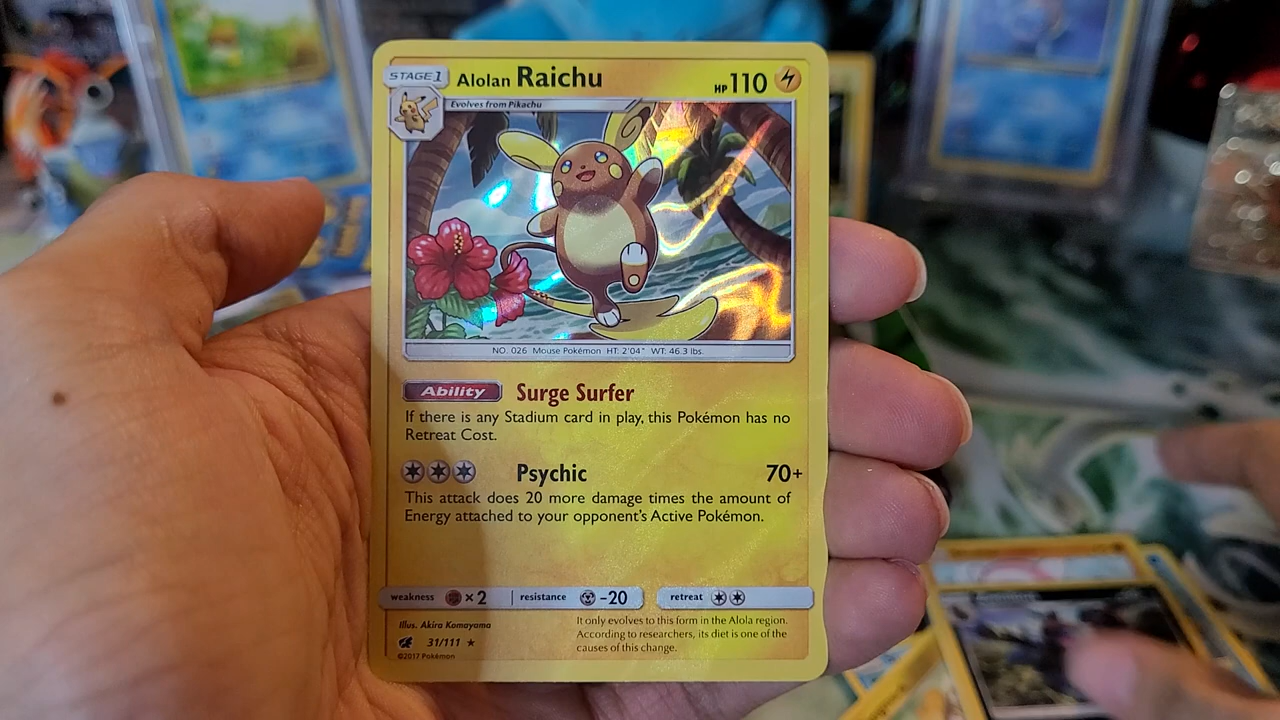 STAGE 1 Alolan Raichu HP 110
Evolves from Pikachu
NO. 026 Mouse Pokémon HT: 2'04" WT: 46.3 lbs.
Ability Surge Surfer
If there is any Stadium card in play, this Pokémon has no
Retreat Cost.
Psychic 70+
This attack does 20 more damage times the amount of
Energy attached to your opponent's Active Pokémon.
weakness ×2 resistance -20 retreat
Illus. Akira Komayama
31/111
©2017 Pokémon
It only evolves to this form in the Alola region.
According to researchers, its diet is one of the
causes of this change.